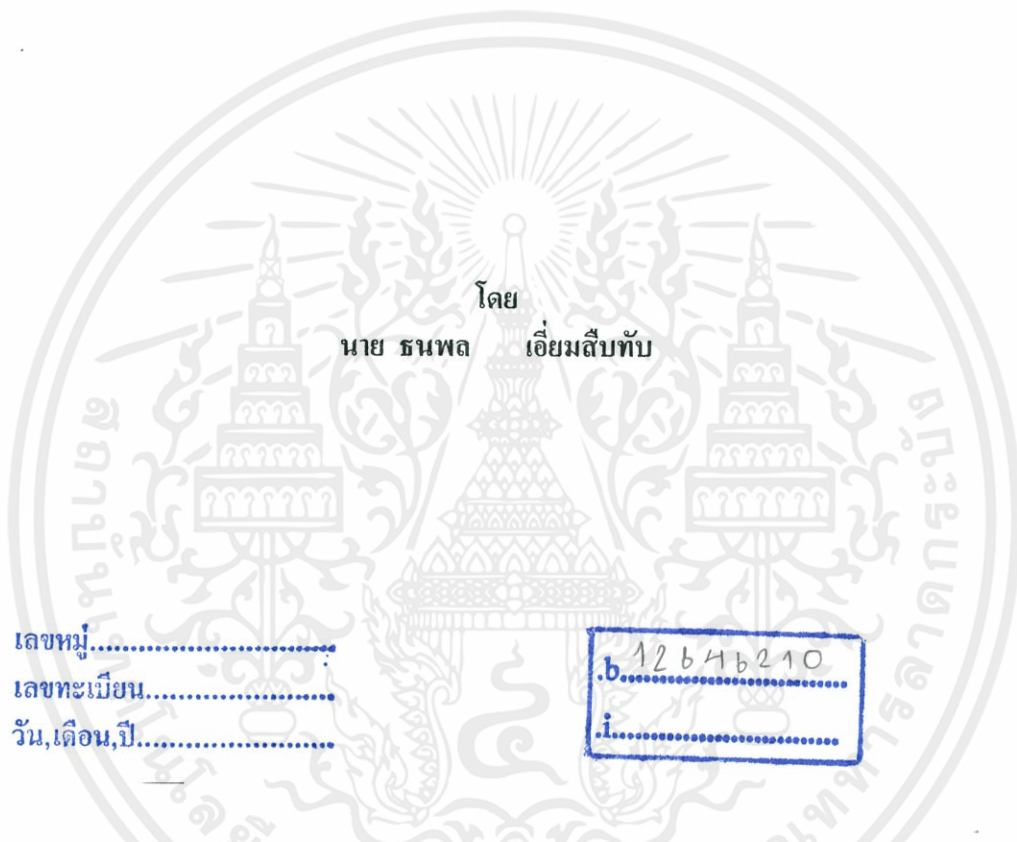 โดย
นาย ธนพล เอี่ยมสืบทับ
เลขหมู่..............................
เลขทะเบียน........................
วัน,เดือน,ปี.........................
.b 12646210
.i..............................